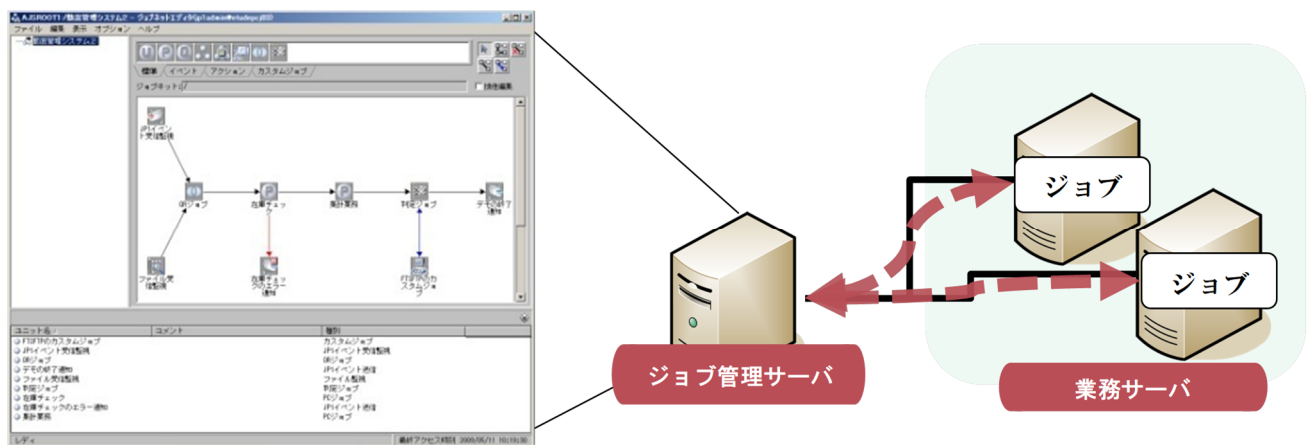 AJSROOT1 /勤怠管理システム2 - ジョブネットエディタ(jp1admin@
ファイル 編集 表示 オプション ヘルプ
勤怠管理システム2
標準 イベント アクション カスタムジョブ
ジョブネット:/
排他編集
JP1イベン
ト受信監視
ORジョブ
在庫チェッ
ク
集計業務
判定ジョブ
デモの終了
通知
ファイル受
信監視
在庫チェッ
クのエラー
通知
FTPのカ
スタムジョ
ブ
ユニット名
コメント
種別
カスタムジョブ
JP1イベント受信監視
JP1イベント受信監視
ORジョブ
ORジョブ
デモの終了通知
JP1イベント送信
ファイル受信監視
ファイル監視
判定ジョブ
判定ジョブ
在庫チェック
PCジョブ
在庫チェックのエラー通知
JP1イベント送信
集計業務
PCジョブ
レディ
最終アクセス時刻 2009/05/11
ジョブ管理サーバ
ジョブ
ジョブ
業務サーバ